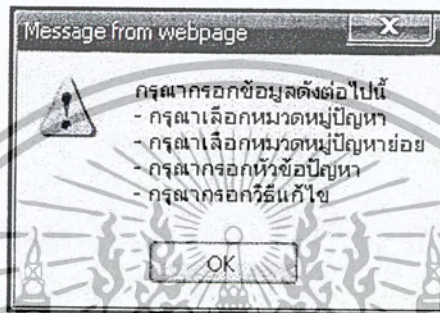 Message from webpage
กรุณากรอกข้อมูลดังต่อไปนี้
- กรุณาเลือกหมวดหมู่ปัญหา
- กรุณาเลือกหมวดหมู่ปัญหาย่อย
- กรุณากรอกหัวข้อปัญหา
- กรุณากรอกวิธีแก้ไข
OK